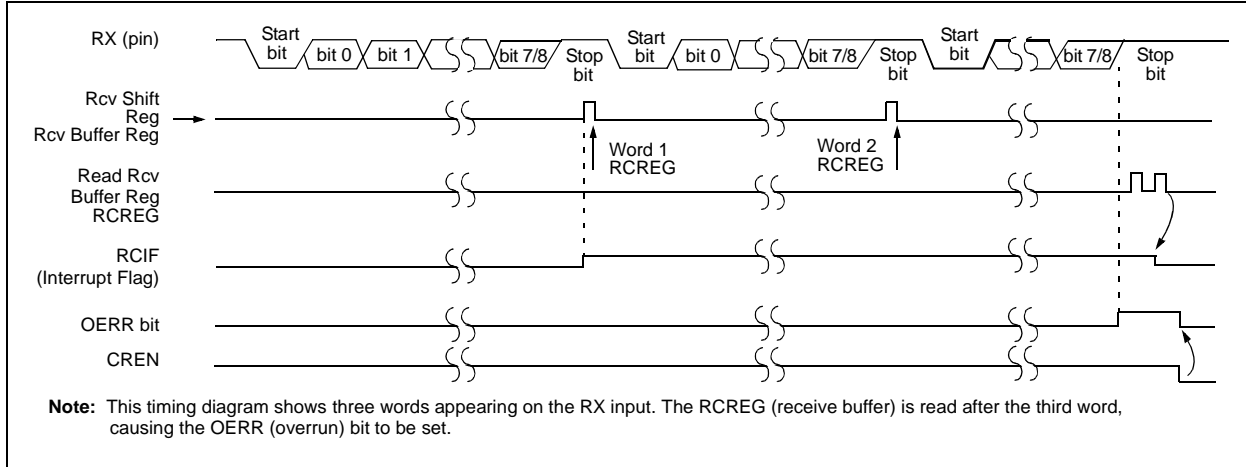 RX (pin)
Start bit
bit 0
bit 1
bit 7/8
Stop bit
Start bit
bit 0
bit 7/8
Stop bit
Start bit
bit 7/8
Stop bit
Rcv Shift
Reg
Rcv Buffer Reg
Word 1
RCREG
Word 2
RCREG
Read Rcv
Buffer Reg
RCREG
RCIF
(Interrupt Flag)
OERR bit
CREN
Note: This timing diagram shows three words appearing on the RX input. The RCREG (receive buffer) is read after the third word,
causing the OERR (overrun) bit to be set.